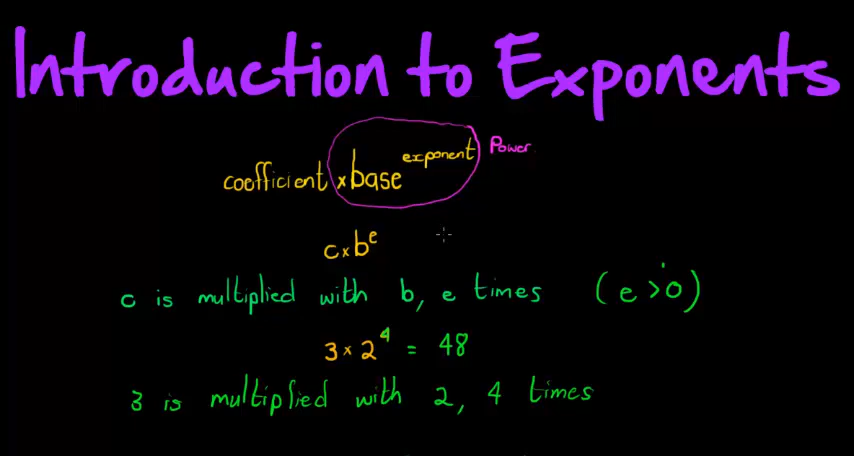 Introduction to Exponents
coefficient × base^exponent Power
c × b^e
c is multiplied with b, e times (e > 0)
3 × 2^4 = 48
3 is multiplied with 2, 4 times